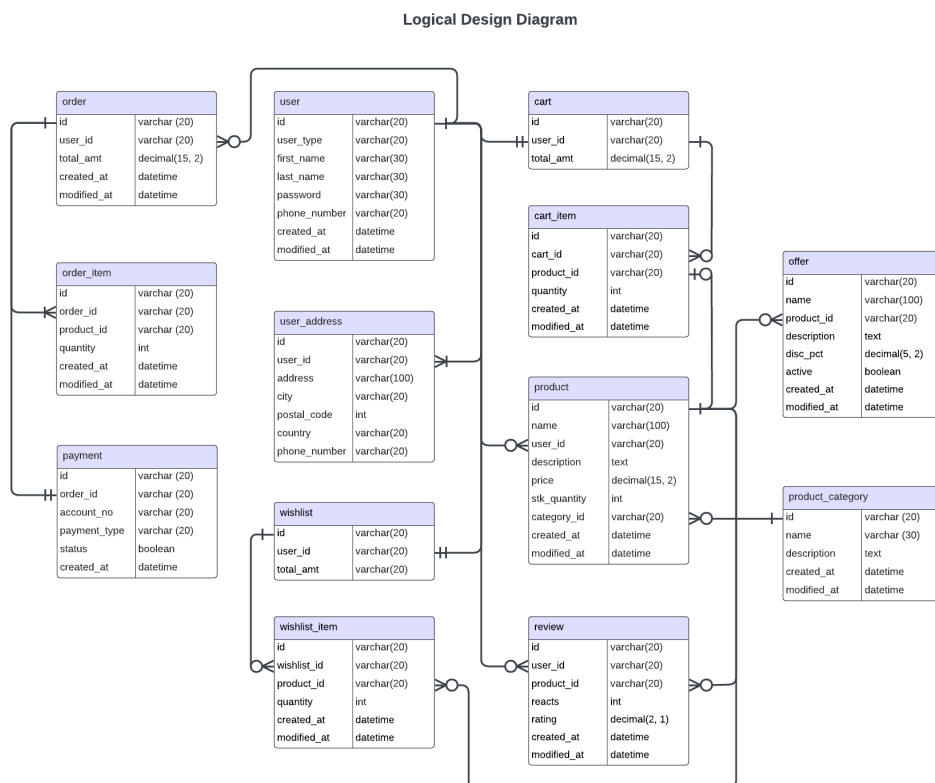 Logical Design Diagram
order
id varchar (20)
user_id varchar (20)
total_amt decimal(15, 2)
created_at datetime
modified_at datetime
order_item
id varchar (20)
order_id varchar (20)
product_id varchar (20)
quantity int
created_at datetime
modified_at datetime
payment
id varchar (20)
order_id varchar (20)
account_no varchar (20)
payment_type varchar (20)
status boolean
created_at datetime
user
id varchar(20)
user_type varchar(20)
first_name varchar(30)
last_name varchar(30)
password varchar(30)
phone_number varchar(20)
created_at datetime
modified_at datetime
user_address
id varchar(20)
user_id varchar(20)
address varchar(100)
city varchar(20)
postal_code int
country varchar(20)
phone_number varchar(20)
wishlist
id varchar(20)
user_id varchar(20)
total_amt varchar(20)
wishlist_item
id varchar(20)
wishlist_id varchar(20)
product_id varchar(20)
quantity int
created_at datetime
modified_at datetime
cart
id varchar(20)
user_id varchar(20)
total_amt decimal(15, 2)
cart_item
id varchar(20)
cart_id varchar(20)
product_id varchar(20)
quantity int
created_at datetime
modified_at datetime
product
id varchar(20)
name varchar(100)
user_id varchar(20)
description text
price decimal(15, 2)
stk_quantity int
category_id varchar(20)
created_at datetime
modified_at datetime
review
id varchar(20)
user_id varchar(20)
product_id varchar(20)
reacts int
rating decimal(2, 1)
created_at datetime
modified_at datetime
offer
id varchar(20)
name varchar(100)
product_id varchar(20)
description text
disc_pct decimal(5, 2)
active boolean
created_at datetime
modified_at datetime
product_category
id varchar (20)
name varchar (30)
description text
created_at datetime
modified_at datetime